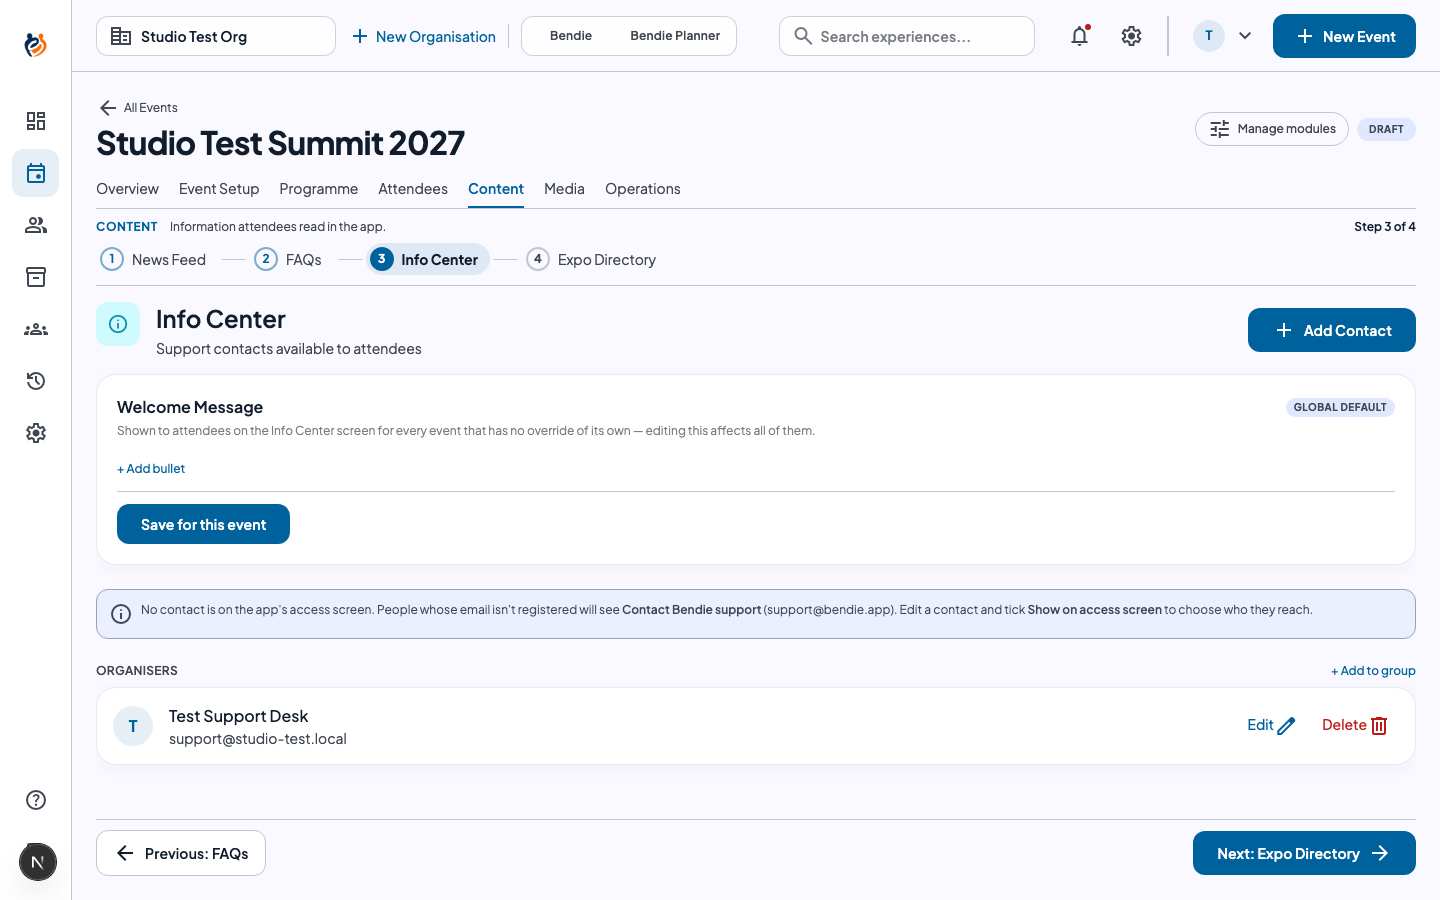 Studio Test Org
New Organisation
Bendie
Bendie Planner
Search experiences...
T
New Event
All Events
Studio Test Summit 2027
Manage modules
DRAFT
Overview
Event Setup
Programme
Attendees
Content
Media
Operations
CONTENT
Information attendees read in the app.
Step 3 of 4
1 News Feed
2 FAQs
3 Info Center
4 Expo Directory
Info Center
Support contacts available to attendees
Add Contact
Welcome Message
GLOBAL DEFAULT
Shown to attendees on the Info Center screen for every event that has no override of its own — editing this affects all of them.
+ Add bullet
Save for this event
No contact is on the app's access screen. People whose email isn't registered will see Contact Bendie support (support@bendie.app). Edit a contact and tick Show on access screen to choose who they reach.
ORGANISERS
+ Add to group
T
Test Support Desk
support@studio-test.local
Edit
Delete
N
Previous: FAQs
Next: Expo Directory